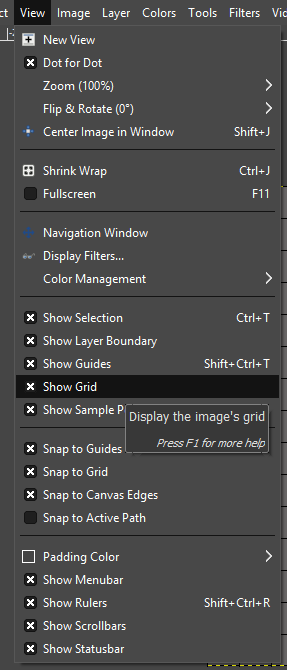 ct View Image Layer Colors Tools Filters
New View
Dot for Dot
Zoom (100%)
Flip & Rotate (0°)
Center Image in Window Shift+J
Shrink Wrap Ctrl+J
Fullscreen F11
Navigation Window
Display Filters...
Color Management
Show Selection Ctrl+T
Show Layer Boundary
Show Guides Shift+Ctrl+T
Show Grid
Show Sample P
Display the image's grid
Press F1 for more help
Snap to Guides
Snap to Grid
Snap to Canvas Edges
Snap to Active Path
Padding Color
Show Menubar
Show Rulers Shift+Ctrl+R
Show Scrollbars
Show Statusbar